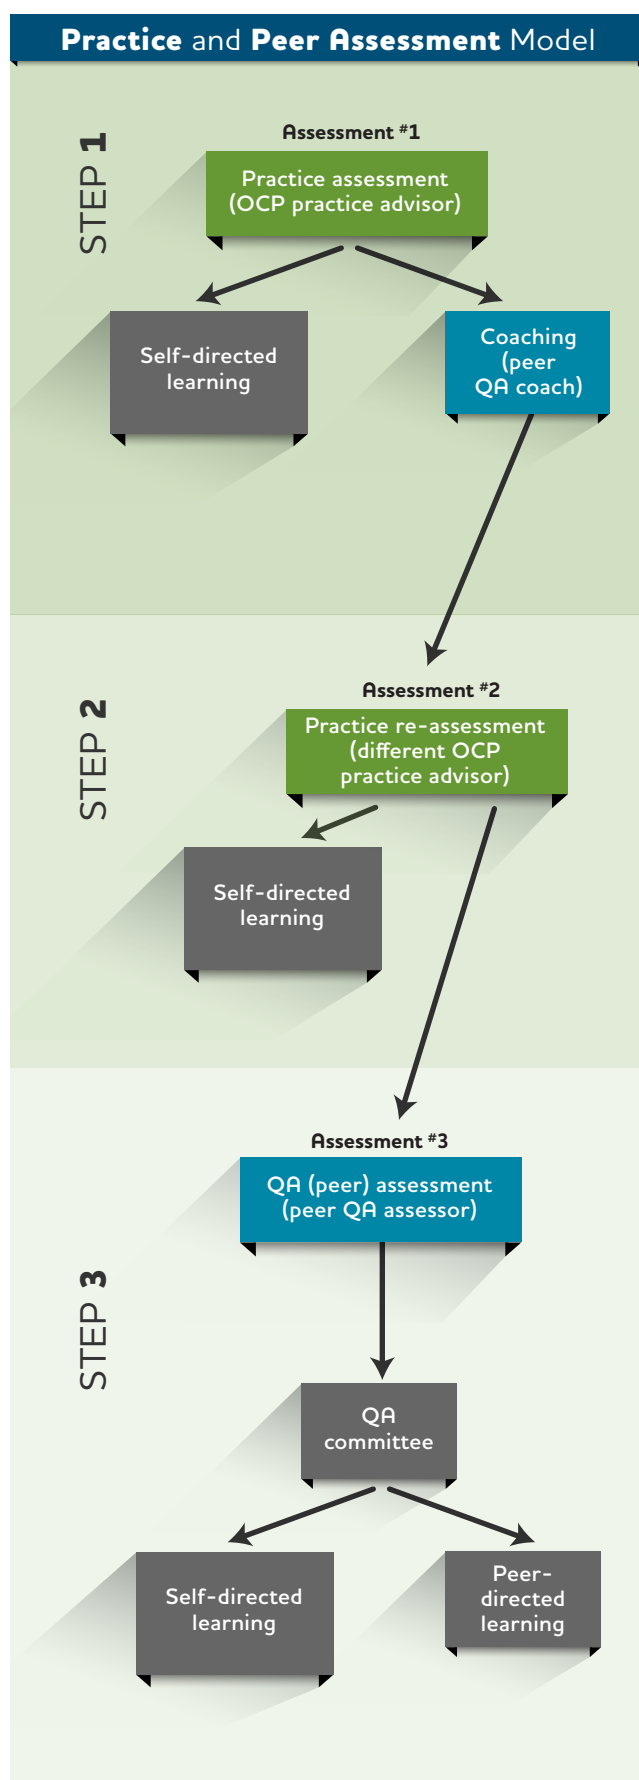 Practice and Peer Assessment Model
STEP 1
Assessment #1
Practice assessment
(OCP practice advisor)
Self-directed
learning
Coaching
(peer
QA coach)
STEP 2
Assessment #2
Practice re-assessment
(different OCP
practice advisor)
Self-directed
learning
STEP 3
Assessment #3
QA (peer) assessment
(peer QA assessor)
QA
committee
Self-directed
learning
Peer-
directed
learning